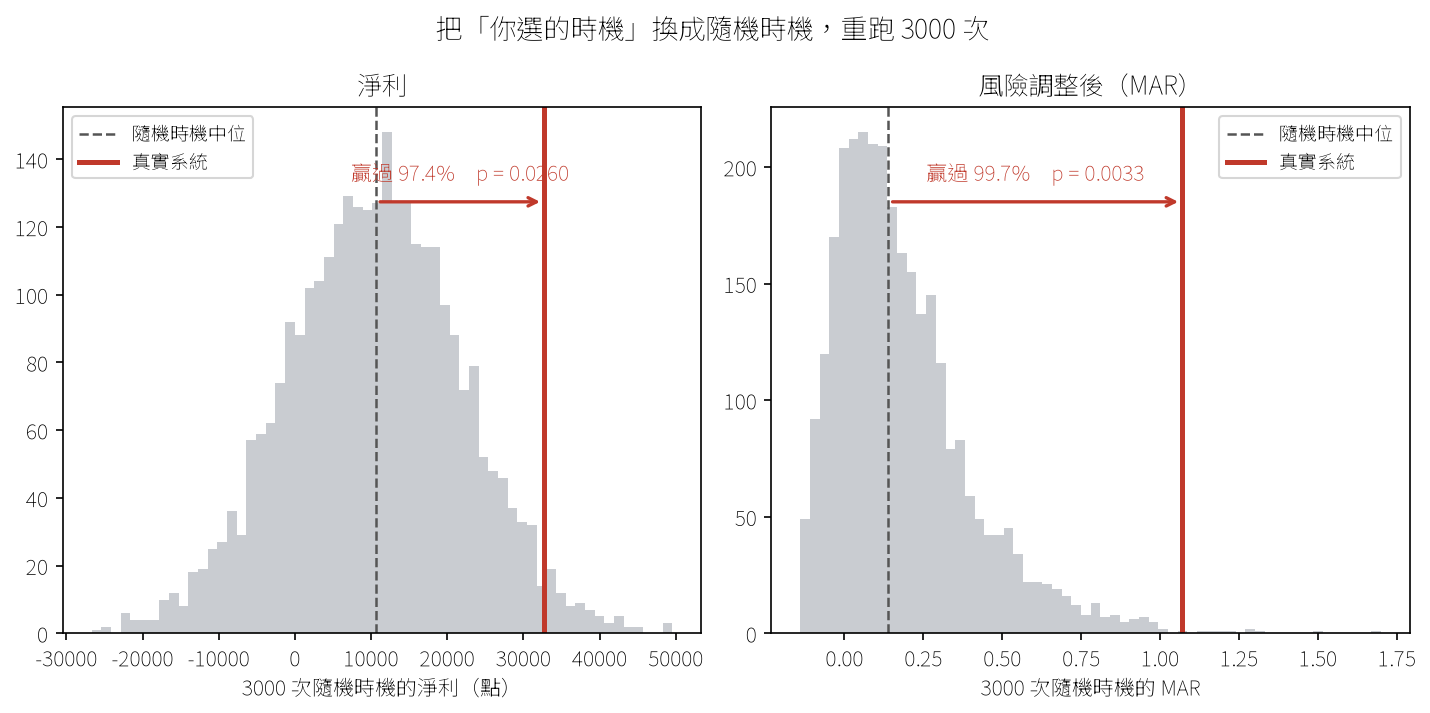 把「你選的時機」換成隨機時機，重跑 3000 次
淨利
隨機時機中位
真實系統
贏過 97.4%　p = 0.0260
140
120
100
80
60
40
20
0
-30000 -20000 -10000 0 10000 20000 30000 40000 50000
3000 次隨機時機的淨利（點）
風險調整後（MAR）
隨機時機中位
真實系統
贏過 99.7%　p = 0.0033
200
150
100
50
0
0.00 0.25 0.50 0.75 1.00 1.25 1.50 1.75
3000 次隨機時機的 MAR